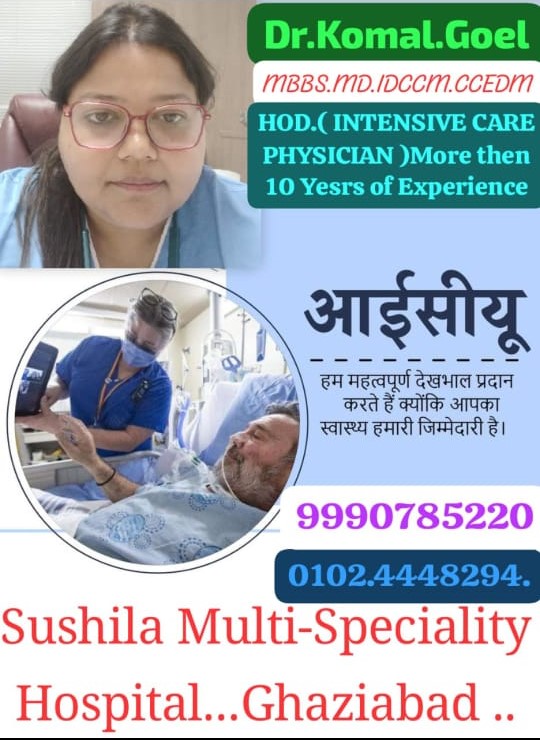 Dr.Komal.Goel
MBBS.MD.IDCCM.CCEDM
HOD.( INTENSIVE CARE
PHYSICIAN )More then
10 Yesrs of Experience
आईसीयू
हम महत्वपूर्ण देखभाल प्रदान
करते हैं क्योंकि आपका
स्वास्थ्य हमारी जिम्मेदारी है।
9990785220
0102.4448294.
Sushila Multi-Speciality
Hospital...Ghaziabad ..